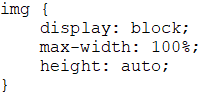 img {
    display: block;
    max-width: 100%;
    height: auto;
}